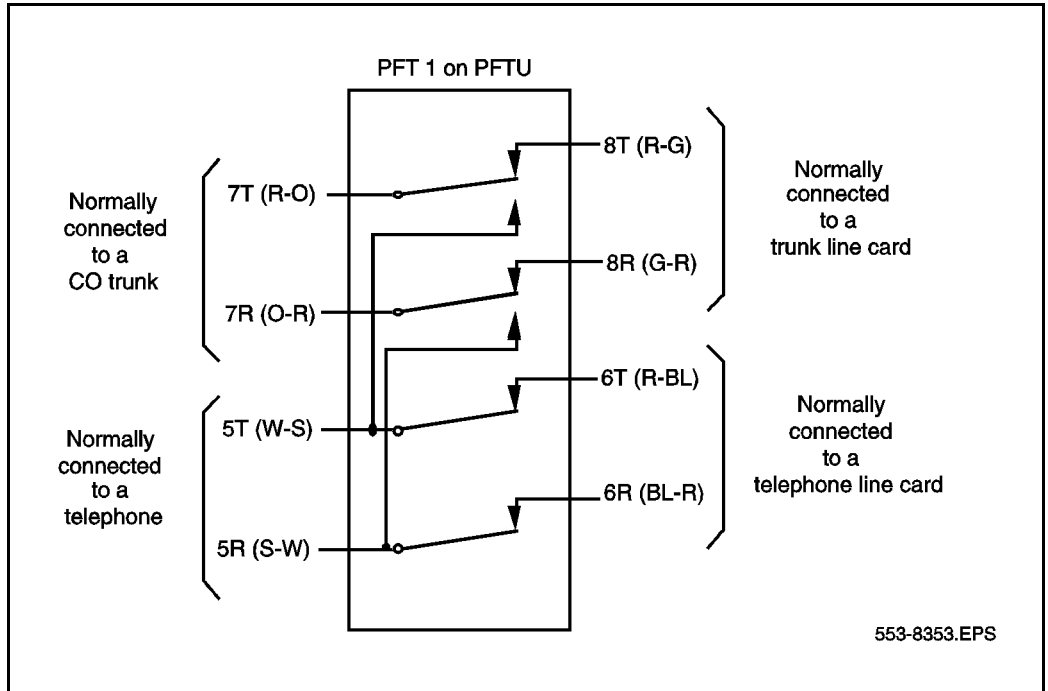 PFT 1 on PFTU
Normally
connected
to a
CO trunk
7T (R-O)
7R (O-R)
8T (R-G)
8R (G-R)
Normally
connected
to a
trunk line card
Normally
connected
to a
telephone
5T (W-S)
5R (S-W)
6T (R-BL)
6R (BL-R)
Normally
connected
to a
telephone line card
553-8353.EPS